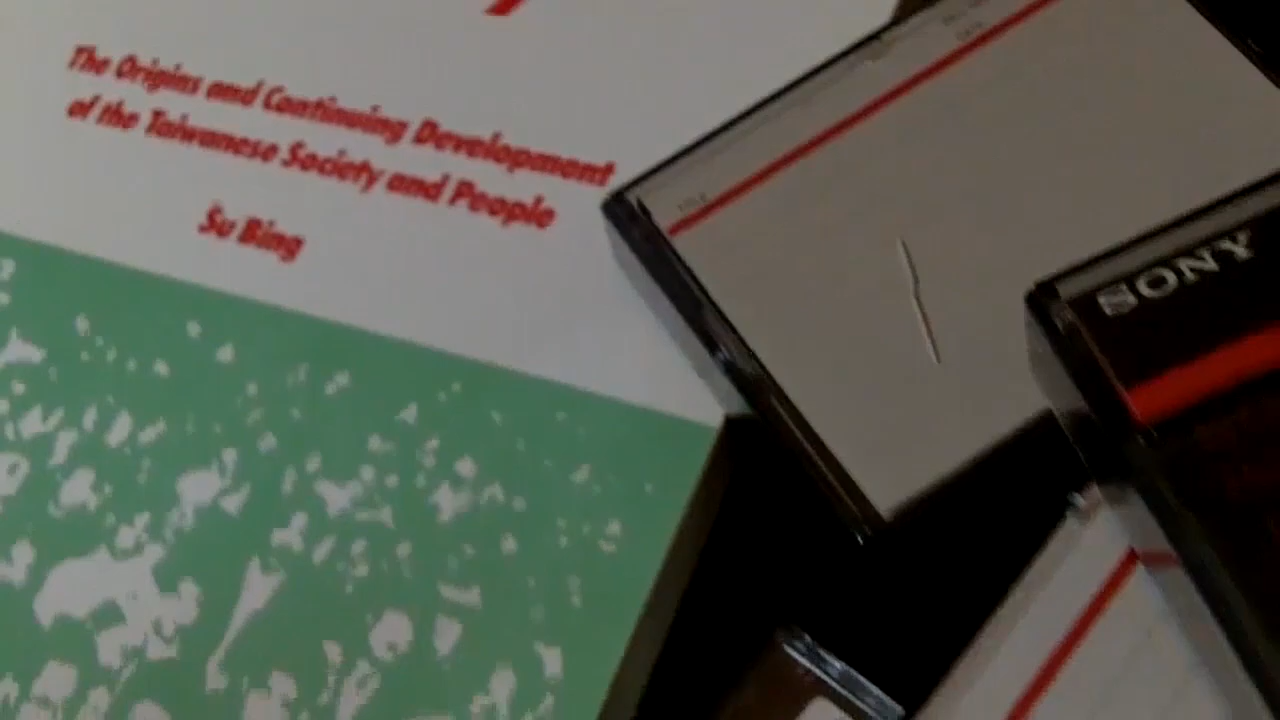 The Origins and Continuing Development
of the Taiwanese Society and People
Su Bing
SONY